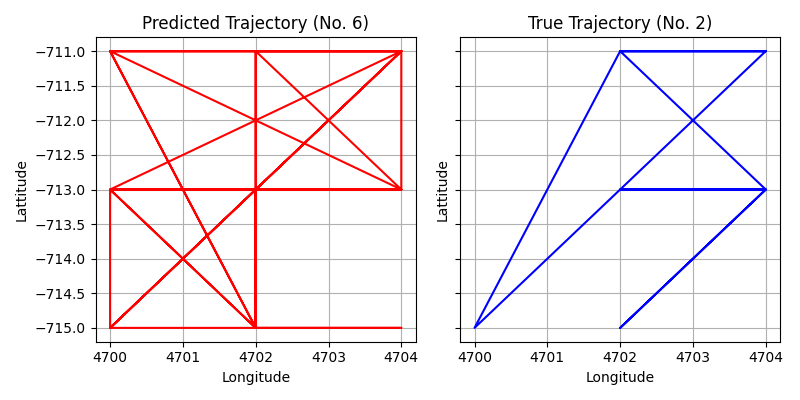 Predicted Trajectory (No. 6)
True Trajectory (No. 2)
−711.0
−711.5
−712.0
−712.5
−713.0
−713.5
−714.0
−714.5
−715.0
Lattitude
Lattitude
4700 4701 4702 4703 4704
4700 4701 4702 4703 4704
Longitude
Longitude